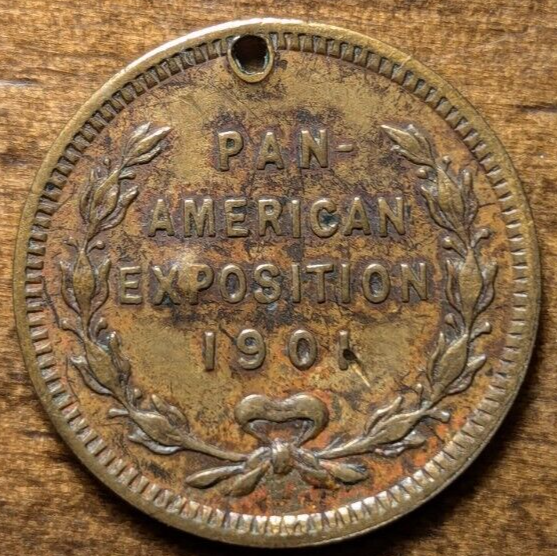 PAN-
AMERICAN
EXPOSITION
1901